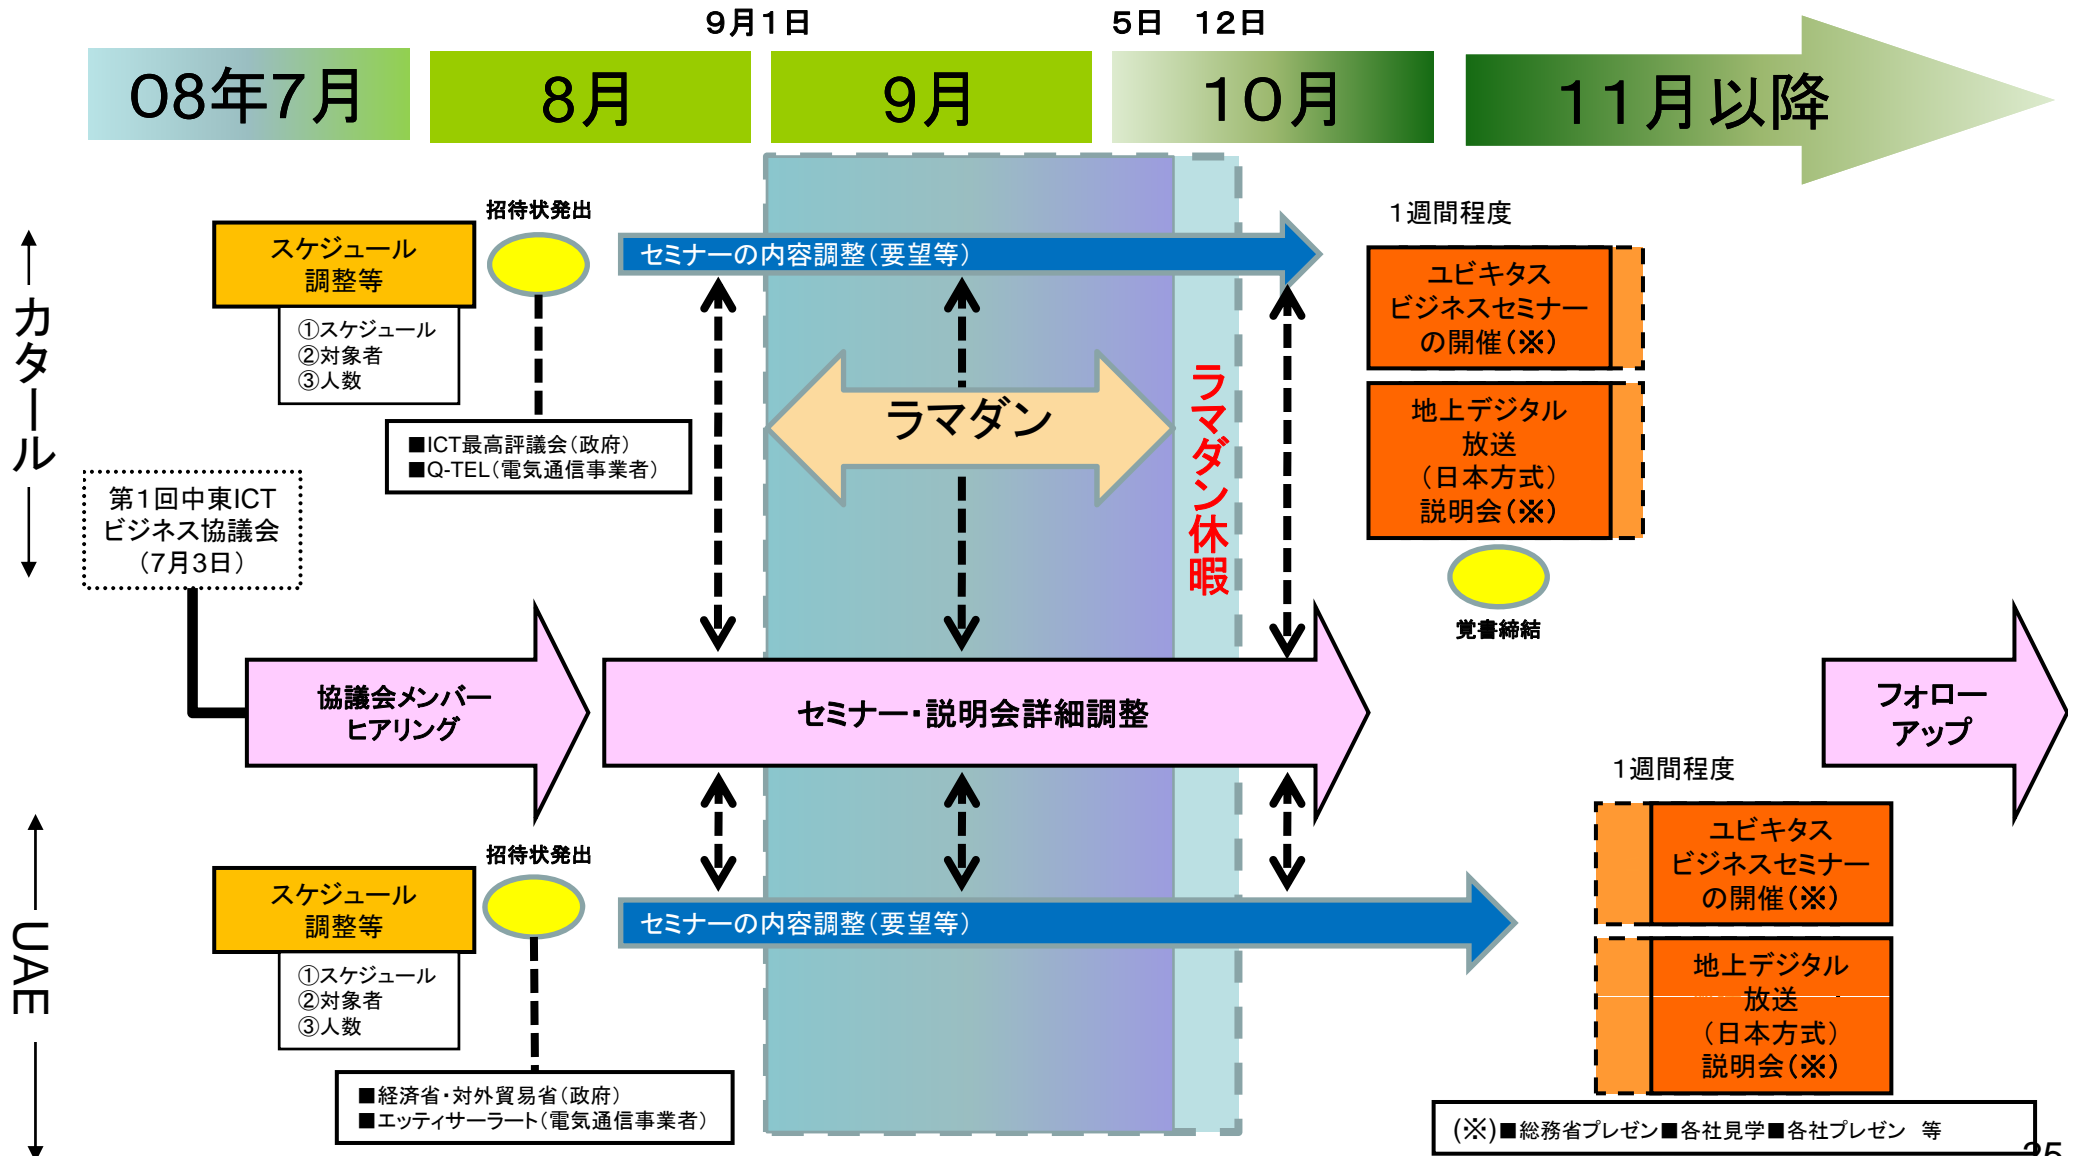 9月1日
5日　12日
08年7月
8月
9月
10月
11月以降
カタール
招待状発出
スケジュール
調整等
①スケジュール
②対象者
③人数
■ICT最高評議会（政府）
■Q-TEL（電気通信事業者）
セミナーの内容調整（要望等）
ラマダン
ラマダン休暇
1週間程度
ユビキタス
ビジネスセミナー
の開催（※）
地上デジタル
放送
（日本方式）
説明会（※）
覚書締結
第1回中東ICT
ビジネス協議会
（7月3日）
協議会メンバー
ヒアリング
セミナー・説明会詳細調整
フォロー
アップ
UAE
招待状発出
スケジュール
調整等
①スケジュール
②対象者
③人数
■経済省・対外貿易省（政府）
■エッティサーラート（電気通信事業者）
セミナーの内容調整（要望等）
1週間程度
ユビキタス
ビジネスセミナー
の開催（※）
地上デジタル
放送
（日本方式）
説明会（※）
(※)■総務省プレゼン■各社見学■各社プレゼン　等